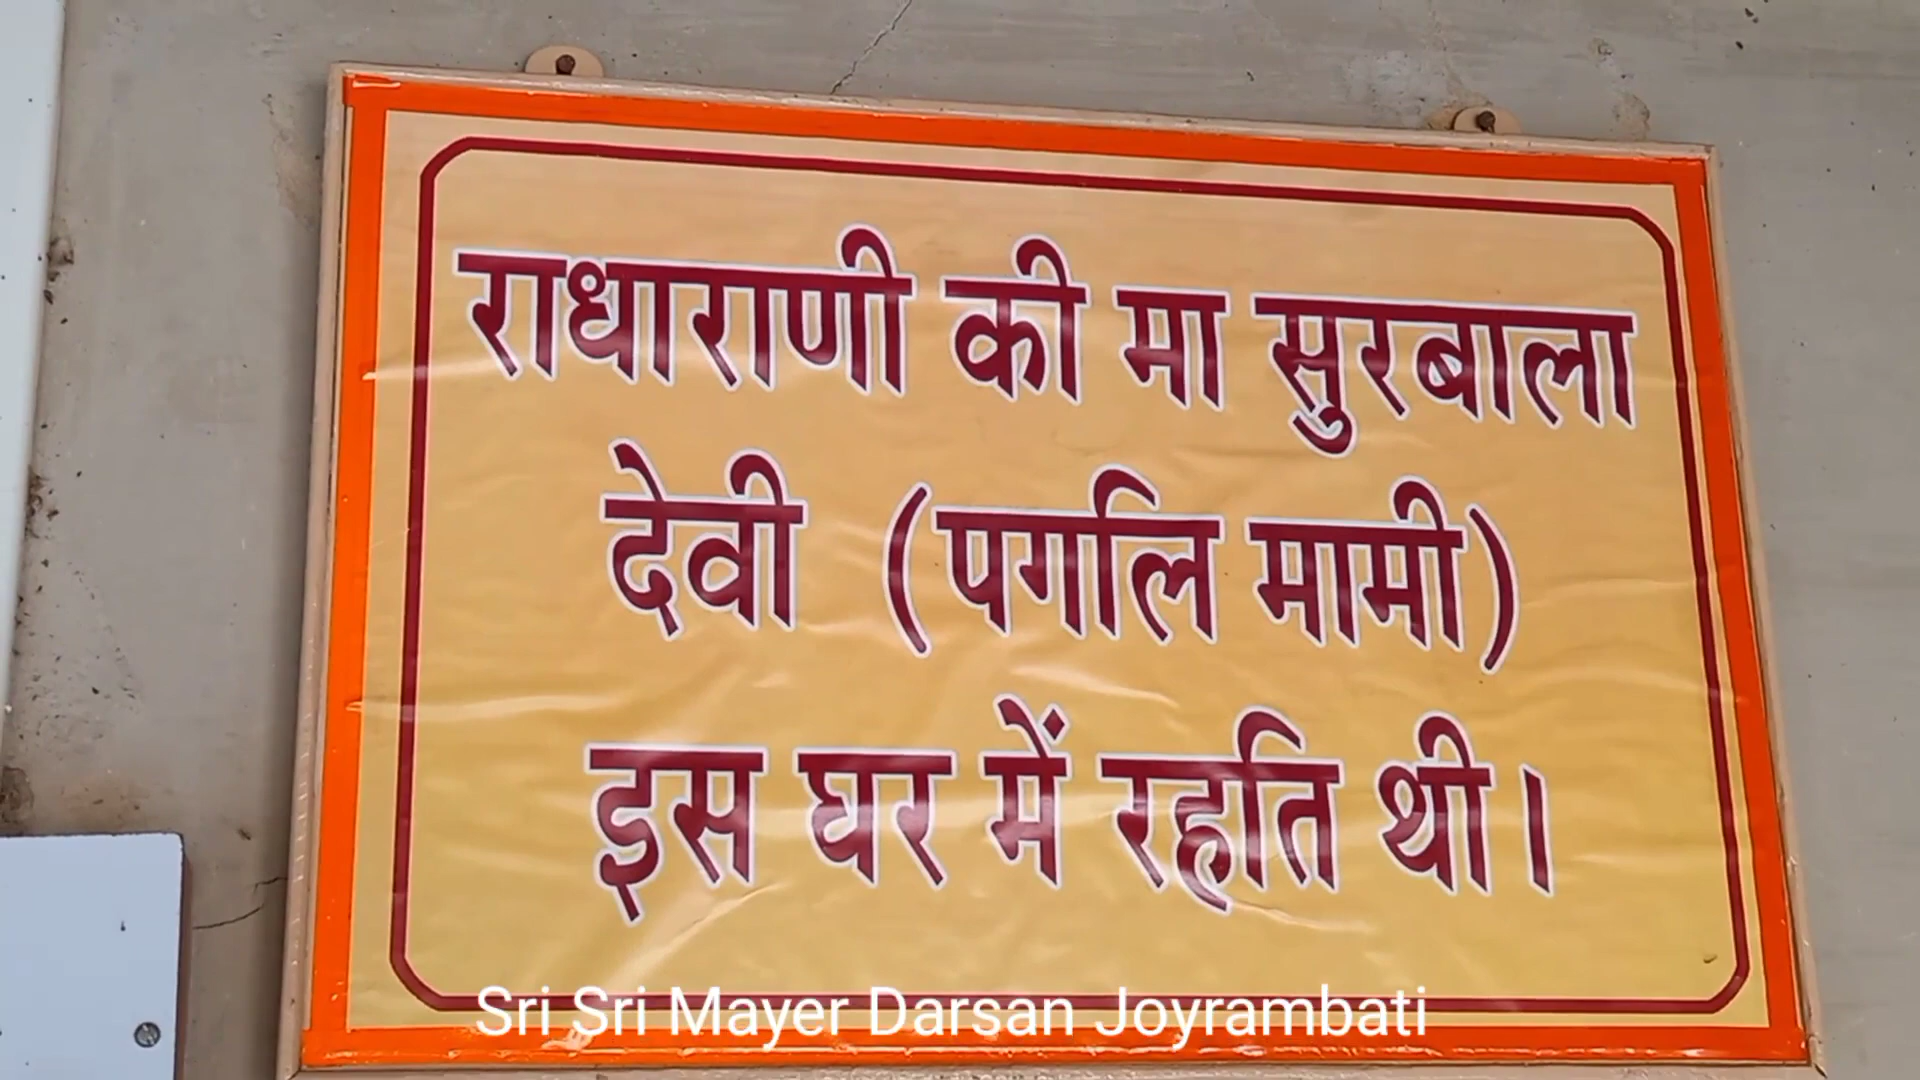 राधाराणी की मा सुरबाला
देवी (पगलि मामी)
इस घर में रहति थी।
Sri Sri Mayer Darsan Joyrambati